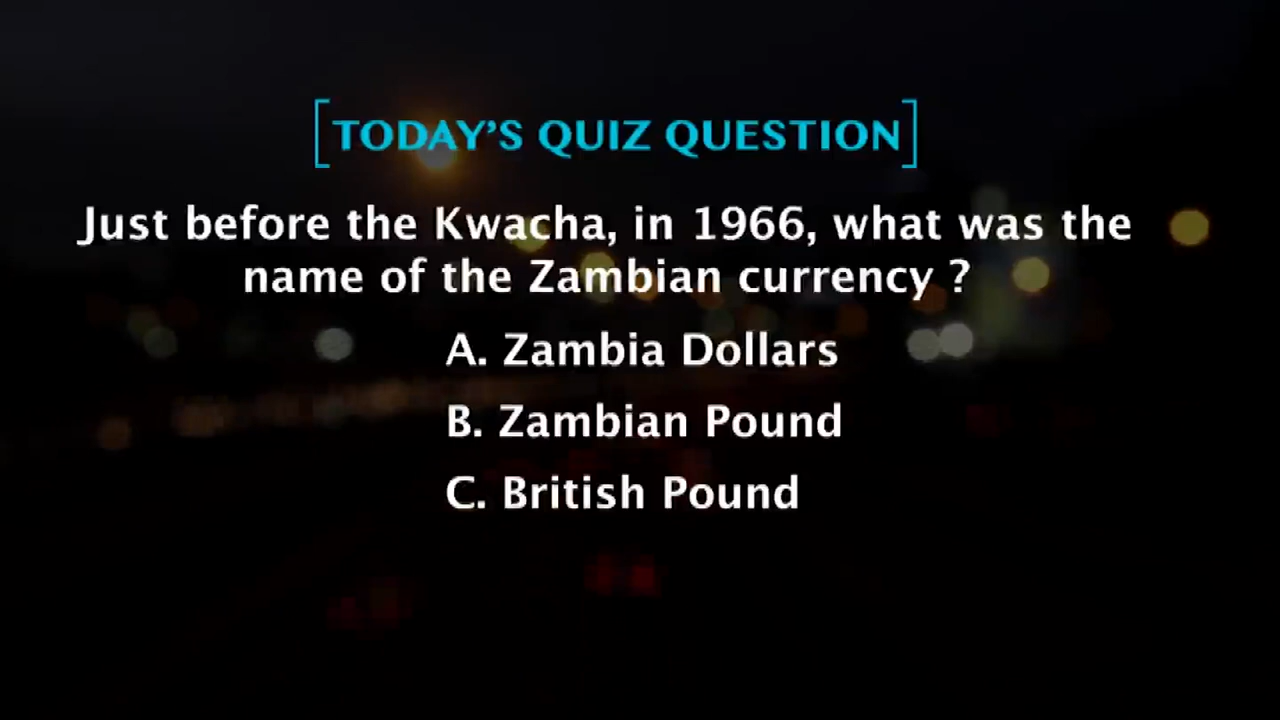 [TODAY'S QUIZ QUESTION]
Just before the Kwacha, in 1966, what was the
name of the Zambian currency ?
A. Zambia Dollars
B. Zambian Pound
C. British Pound